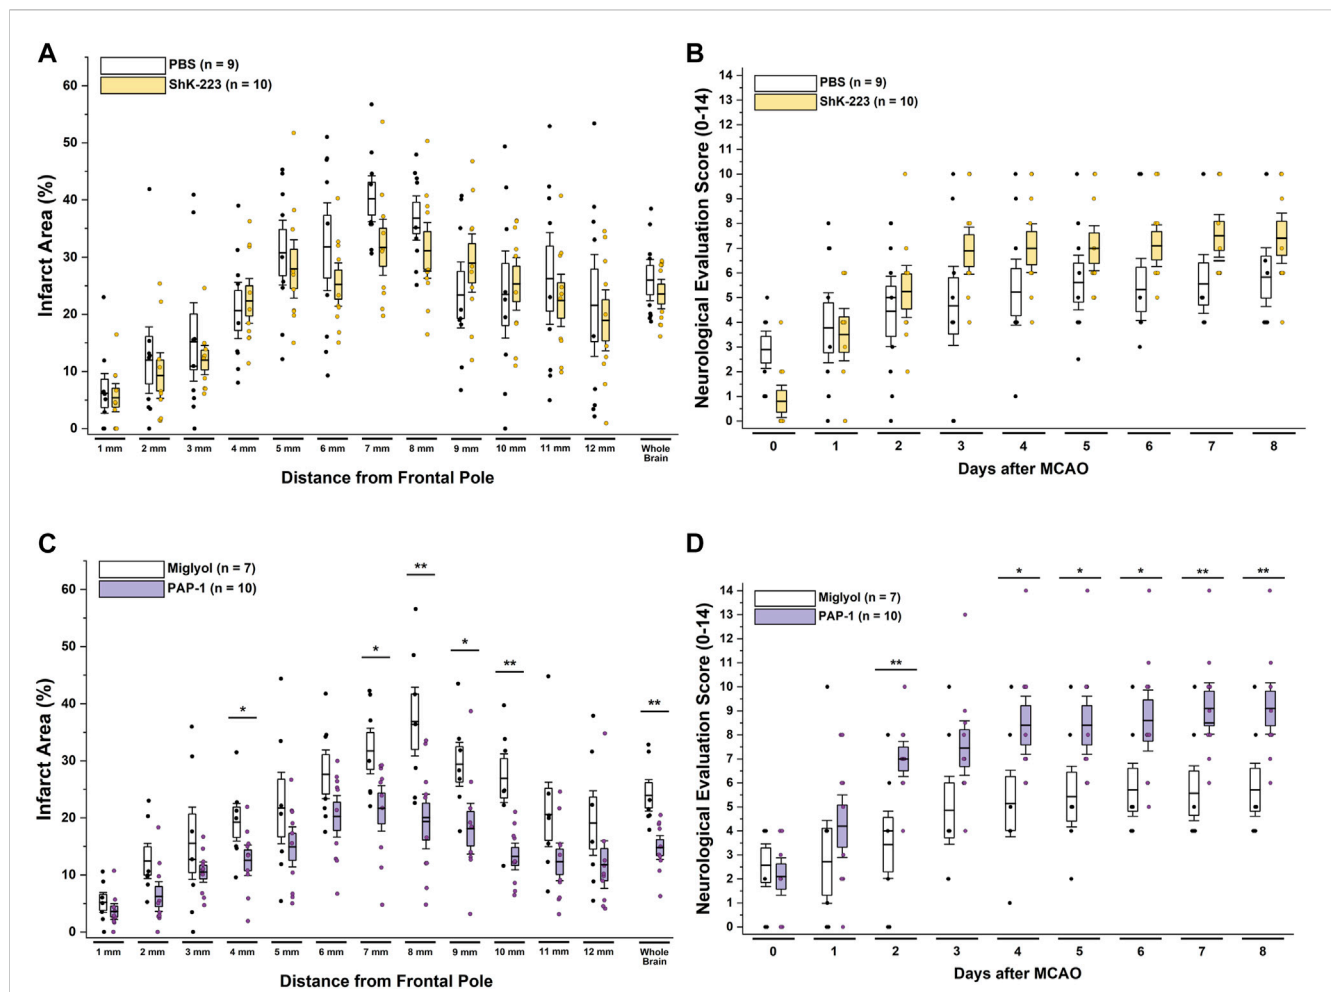 A
PBS (n = 9)
ShK-223 (n = 10)
Infarct Area (%)
60
50
40
30
20
10
0
1 mm
2 mm
3 mm
4 mm
5 mm
6 mm
7 mm
8 mm
9 mm
10 mm
11 mm
12 mm
Whole
Brain
Distance from Frontal Pole
B
PBS (n = 9)
ShK-223 (n = 10)
Neurological Evaluation Score (0-14)
14
13
12
11
10
9
8
7
6
5
4
3
2
1
0
0
1
2
3
4
5
6
7
8
Days after MCAO
C
Miglyol (n = 7)
PAP-1 (n = 10)
Infarct Area (%)
60
50
40
30
20
10
0
*
*
**
*
**
**
1 mm
2 mm
3 mm
4 mm
5 mm
6 mm
7 mm
8 mm
9 mm
10 mm
11 mm
12 mm
Whole
Brain
Distance from Frontal Pole
D
Miglyol (n = 7)
PAP-1 (n = 10)
Neurological Evaluation Score (0-14)
14
13
12
11
10
9
8
7
6
5
4
3
2
1
0
**
*
*
*
**
**
0
1
2
3
4
5
6
7
8
Days after MCAO